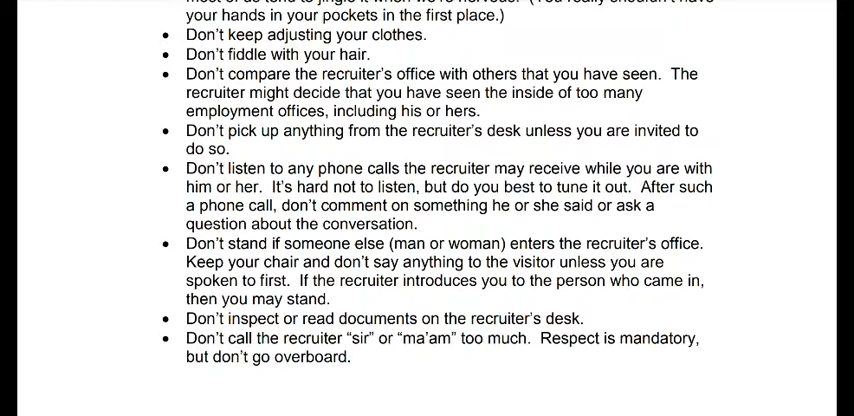 your hands in your pockets in the first place.)
• Don't keep adjusting your clothes.
• Don't fiddle with your hair.
• Don't compare the recruiter's office with others that you have seen.  The
recruiter might decide that you have seen the inside of too many
employment offices, including his or hers.
• Don't pick up anything from the recruiter's desk unless you are invited to
do so.
• Don't listen to any phone calls the recruiter may receive while you are with
him or her.  It's hard not to listen, but do you best to tune it out.  After such
a phone call, don't comment on something he or she said or ask a
question about the conversation.
• Don't stand if someone else (man or woman) enters the recruiter's office.
Keep your chair and don't say anything to the visitor unless you are
spoken to first.  If the recruiter introduces you to the person who came in,
then you may stand.
• Don't inspect or read documents on the recruiter's desk.
• Don't call the recruiter “sir” or “ma'am” too much.  Respect is mandatory,
but don't go overboard.